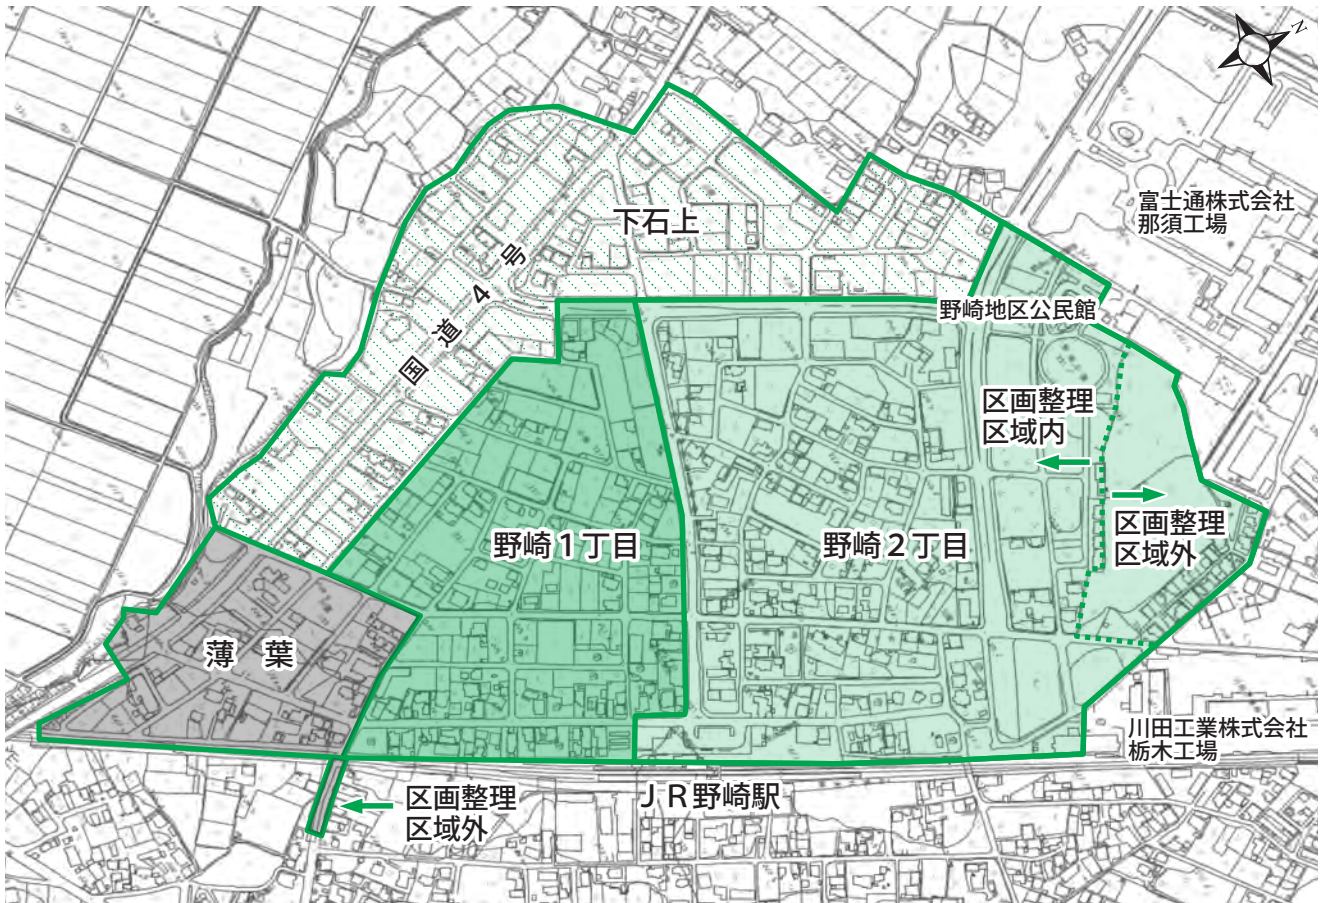 N
富士通株式会社
那須工場
下石上
国道4号
野崎地区公民館
区画整理
区域内
区画整理
区域外
野崎1丁目
野崎2丁目
薄 葉
川田工業株式会社
栃木工場
JR野崎駅
区画整理
区域外